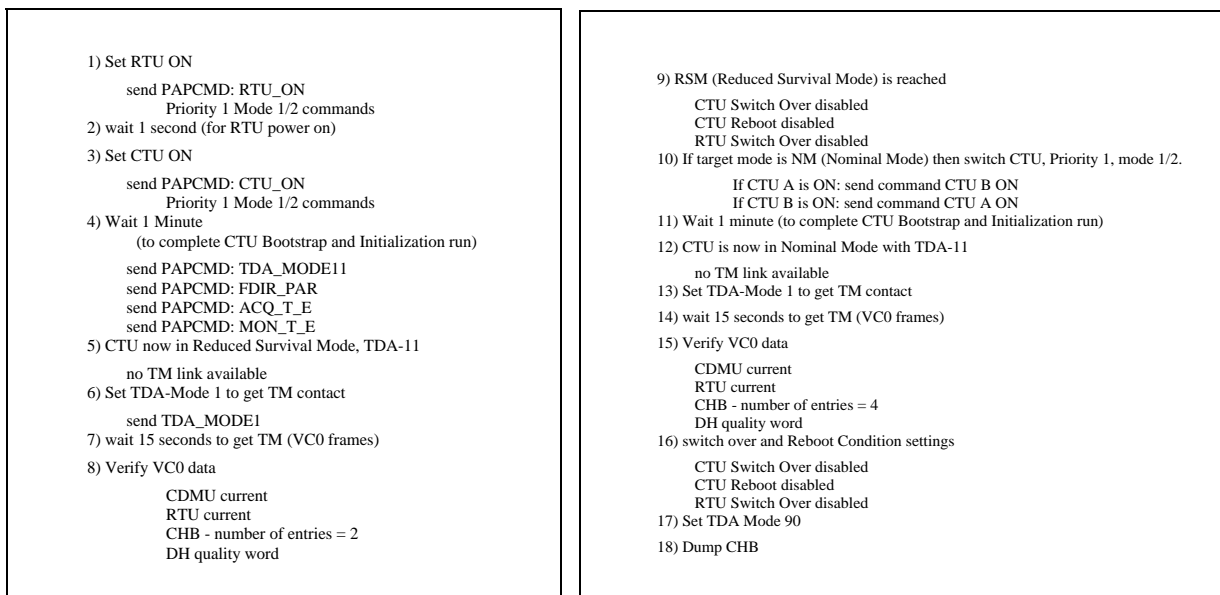 1) Set RTU ON
send PAPCMD: RTU_ON
Priority 1 Mode 1/2 commands
2) wait 1 second (for RTU power on)
3) Set CTU ON
send PAPCMD: CTU_ON
Priority 1 Mode 1/2 commands
4) Wait 1 Minute
(to complete CTU Bootstrap and Initialization run)
send PAPCMD: TDA_MODE11
send PAPCMD: FDIR_PAR
send PAPCMD: ACQ_T_E
send PAPCMD: MON_T_E
5) CTU now in Reduced Survival Mode, TDA-11
no TM link available
6) Set TDA-Mode 1 to get TM contact
send TDA_MODE1
7) wait 15 seconds to get TM (VC0 frames)
8) Verify VC0 data
CDMU current
RTU current
CHB - number of entries = 2
DH quality word
9) RSM (Reduced Survival Mode) is reached
CTU Switch Over disabled
CTU Reboot disabled
RTU Switch Over disabled
10) If target mode is NM (Nominal Mode) then switch CTU, Priority 1, mode 1/2.
If CTU A is ON: send command CTU B ON
If CTU B is ON: send command CTU A ON
11) Wait 1 minute (to complete CTU Bootstrap and Initialization run)
12) CTU is now in Nominal Mode with TDA-11
no TM link available
13) Set TDA-Mode 1 to get TM contact
14) wait 15 seconds to get TM (VC0 frames)
15) Verify VC0 data
CDMU current
RTU current
CHB - number of entries = 4
DH quality word
16) switch over and Reboot Condition settings
CTU Switch Over disabled
CTU Reboot disabled
RTU Switch Over disabled
17) Set TDA Mode 90
18) Dump CHB